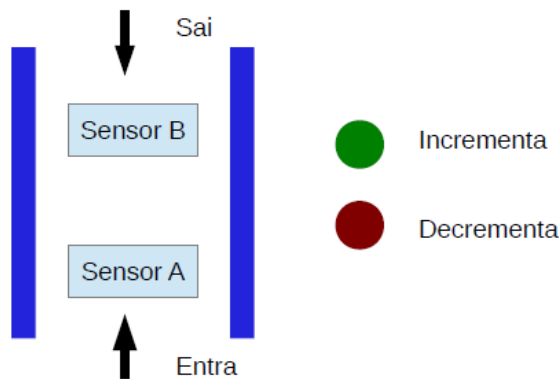 Sai
Sensor B
Incrementa
Decrementa
Sensor A
Entra